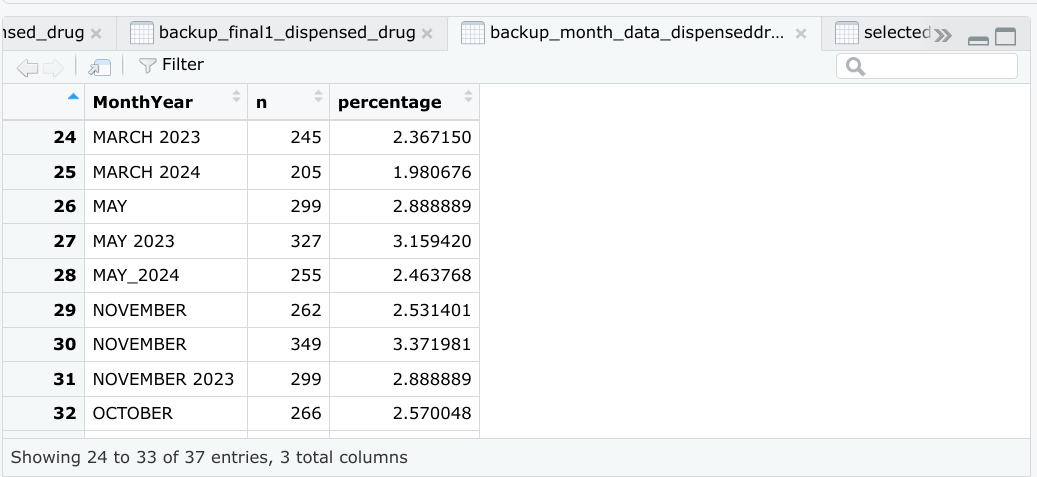 nsed_drug backup_final1_dispensed_drug backup_month_data_dispenseddr... selected
Filter
MonthYear n percentage
24 MARCH 2023 245 2.367150
25 MARCH 2024 205 1.980676
26 MAY 299 2.888889
27 MAY 2023 327 3.159420
28 MAY_2024 255 2.463768
29 NOVEMBER 262 2.531401
30 NOVEMBER 349 3.371981
31 NOVEMBER 2023 299 2.888889
32 OCTOBER 266 2.570048
Showing 24 to 33 of 37 entries, 3 total columns